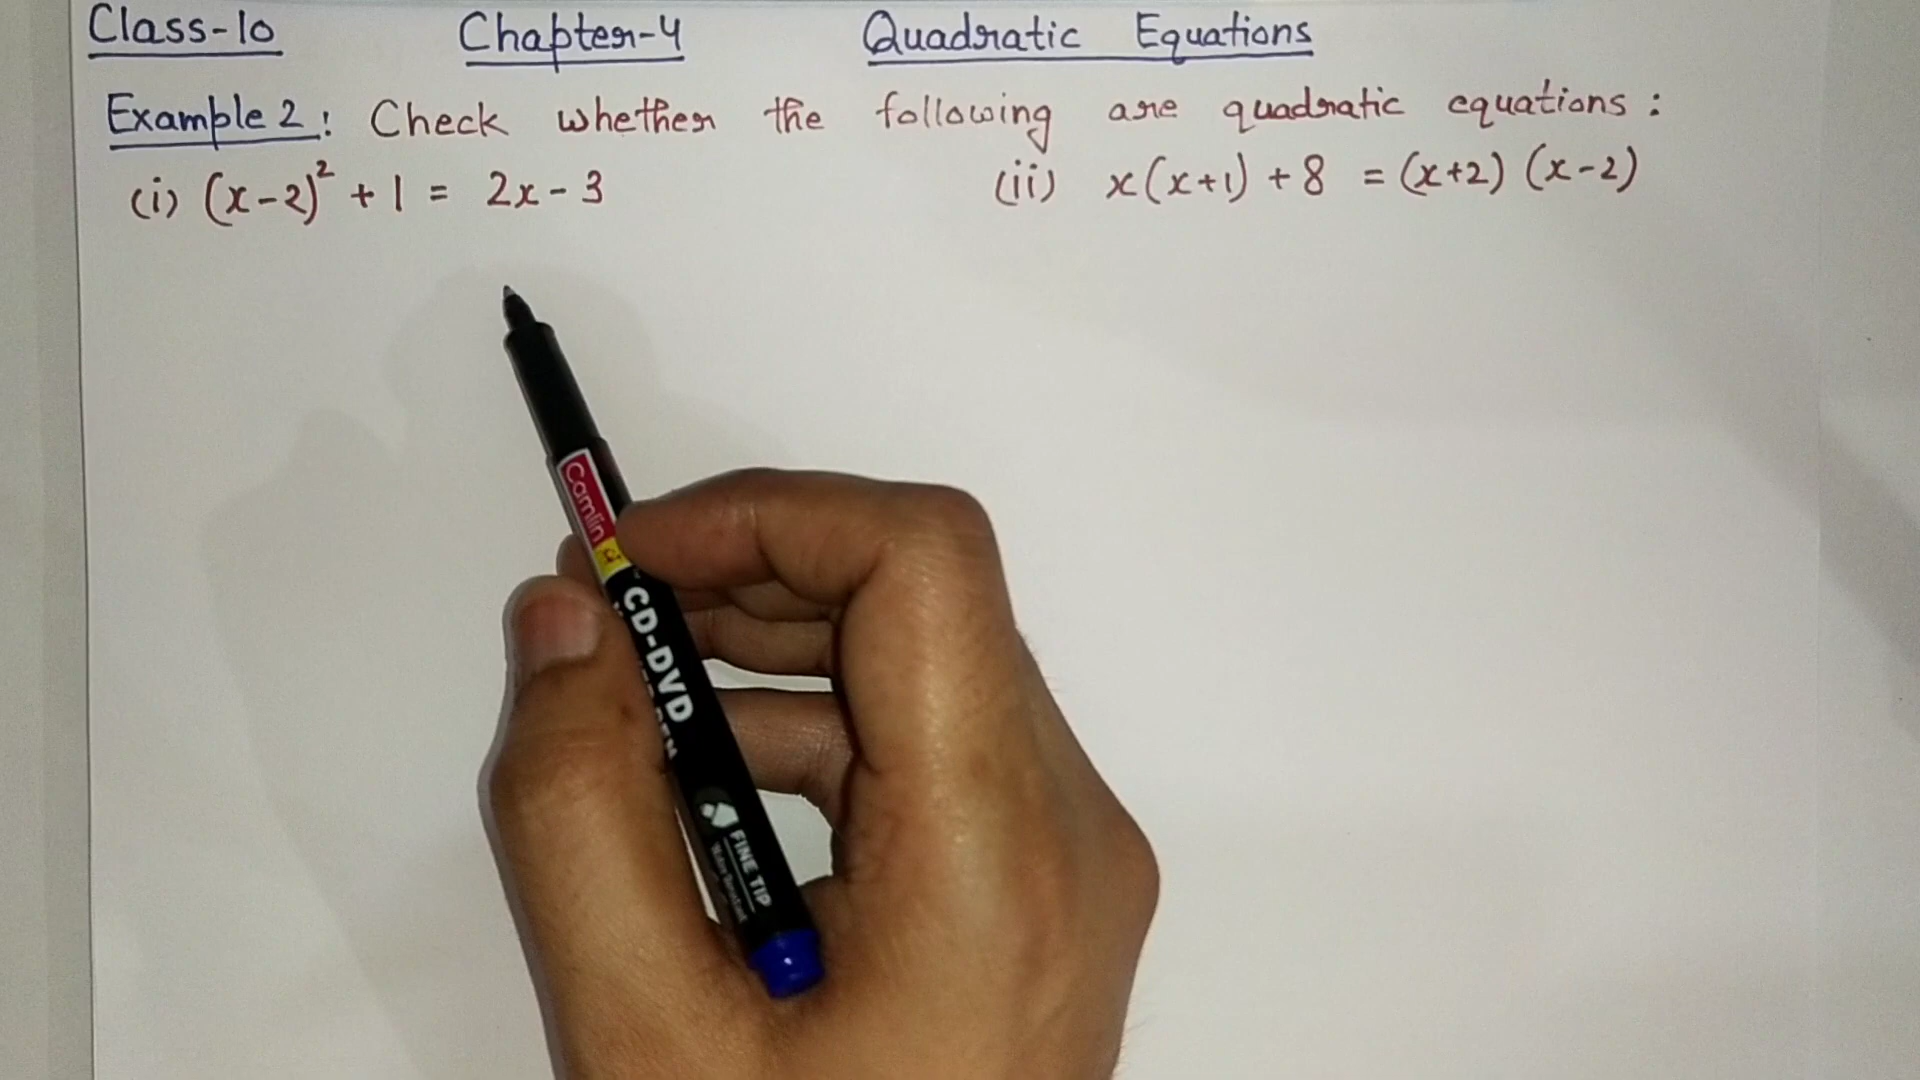 Class-10 Chapter-4 Quadratic Equations
Example 2: Check whether the following are quadratic equations:
(i) (x-2)² + 1 = 2x - 3 (ii) x(x+1) + 8 = (x+2) (x-2)
Camlin
CD-DVD
FINE TIP